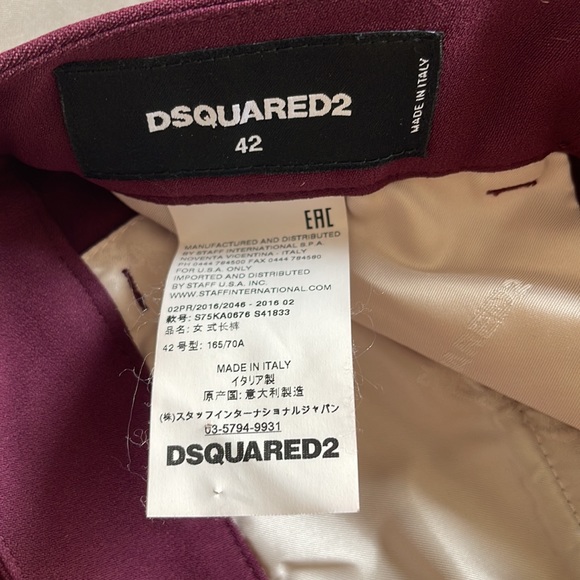 DSQUARED2
42
MADE IN ITALY
EAC
MANUFACTURED AND DISTRIBUTED
BY STAFF INTERNATIONAL S.P.A.
NOVENTA VICENTINA - ITALY
PH 0444 784500 FAX 0444 784580
FOR U.S.A. ONLY
IMPORTED AND DISTRIBUTED
BY STAFF U.S.A. INC.
WWW.STAFFINTERNATIONAL.COM
02PR/2016/2046 - 2016 02
款号: S75KA0676 S41833
品名: 女 式长裤
42 号型: 165/70A
MADE IN ITALY
イタリア製
原产国: 意大利製造
(株)スタッフインターナショナルジャパン
03-5794-9931
DSQUARED2